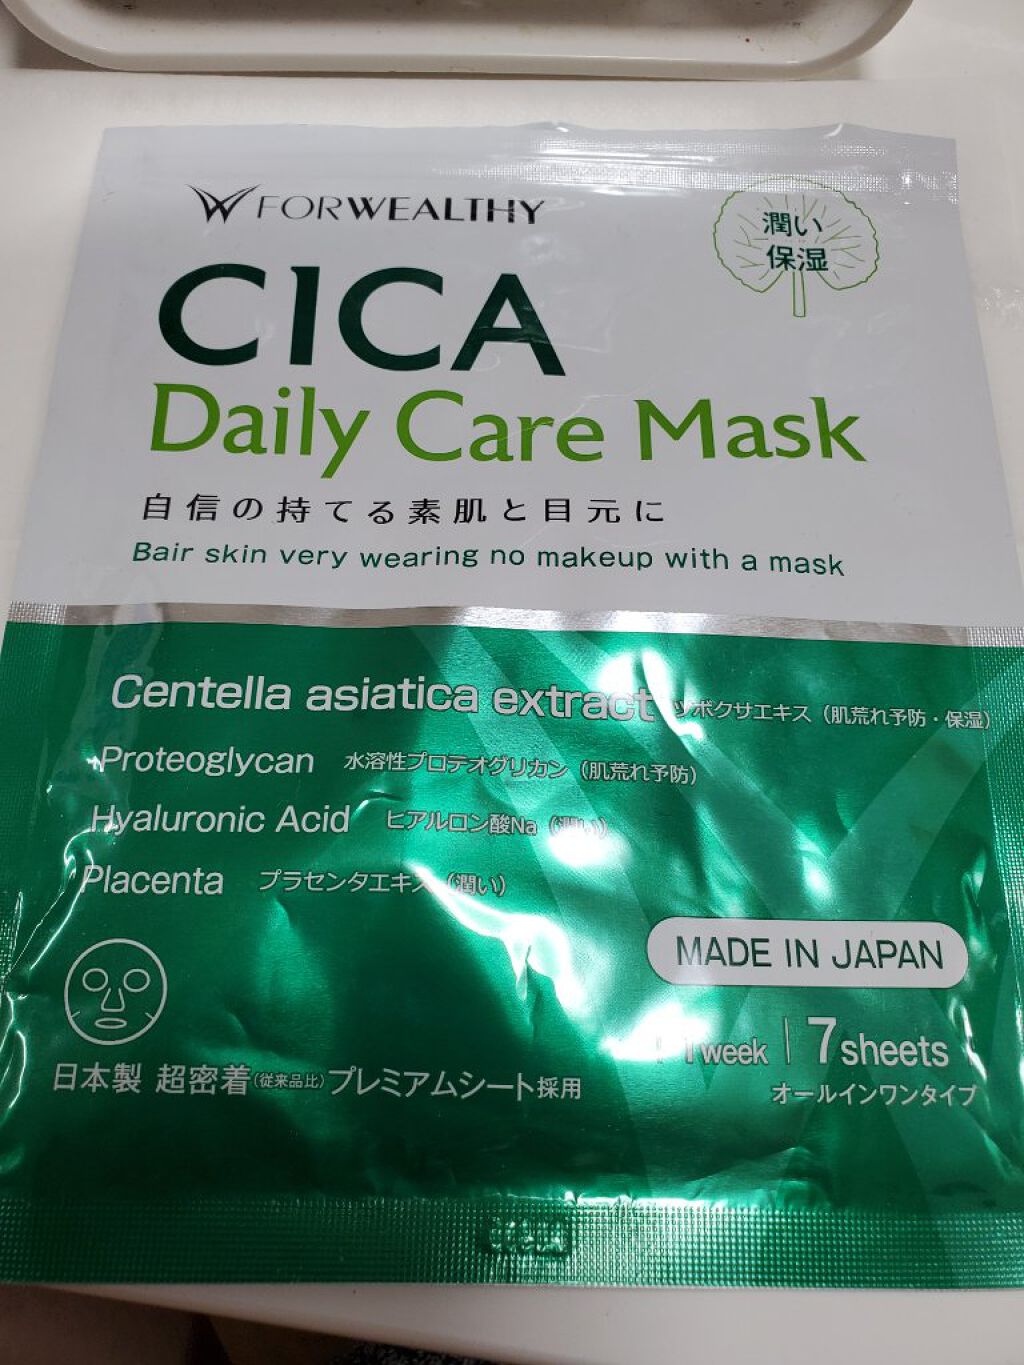 FORWEALTHY
潤い
保湿
CICA
Daily Care Mask
自信の持てる素肌と目元に
Bair skin very wearing no makeup with a mask
Centella asiatica extract ツボクサエキス（肌荒れ予防・保湿）
Proteoglycan 水溶性プロテオグリカン（肌荒れ予防）
Hyaluronic Acid ヒアルロン酸Na（潤い）
Placenta プラセンタエキス（潤い）
MADE IN JAPAN
1week 7sheets
日本製 超密着(従来品比)プレミアムシート採用
オールインワンタイプ